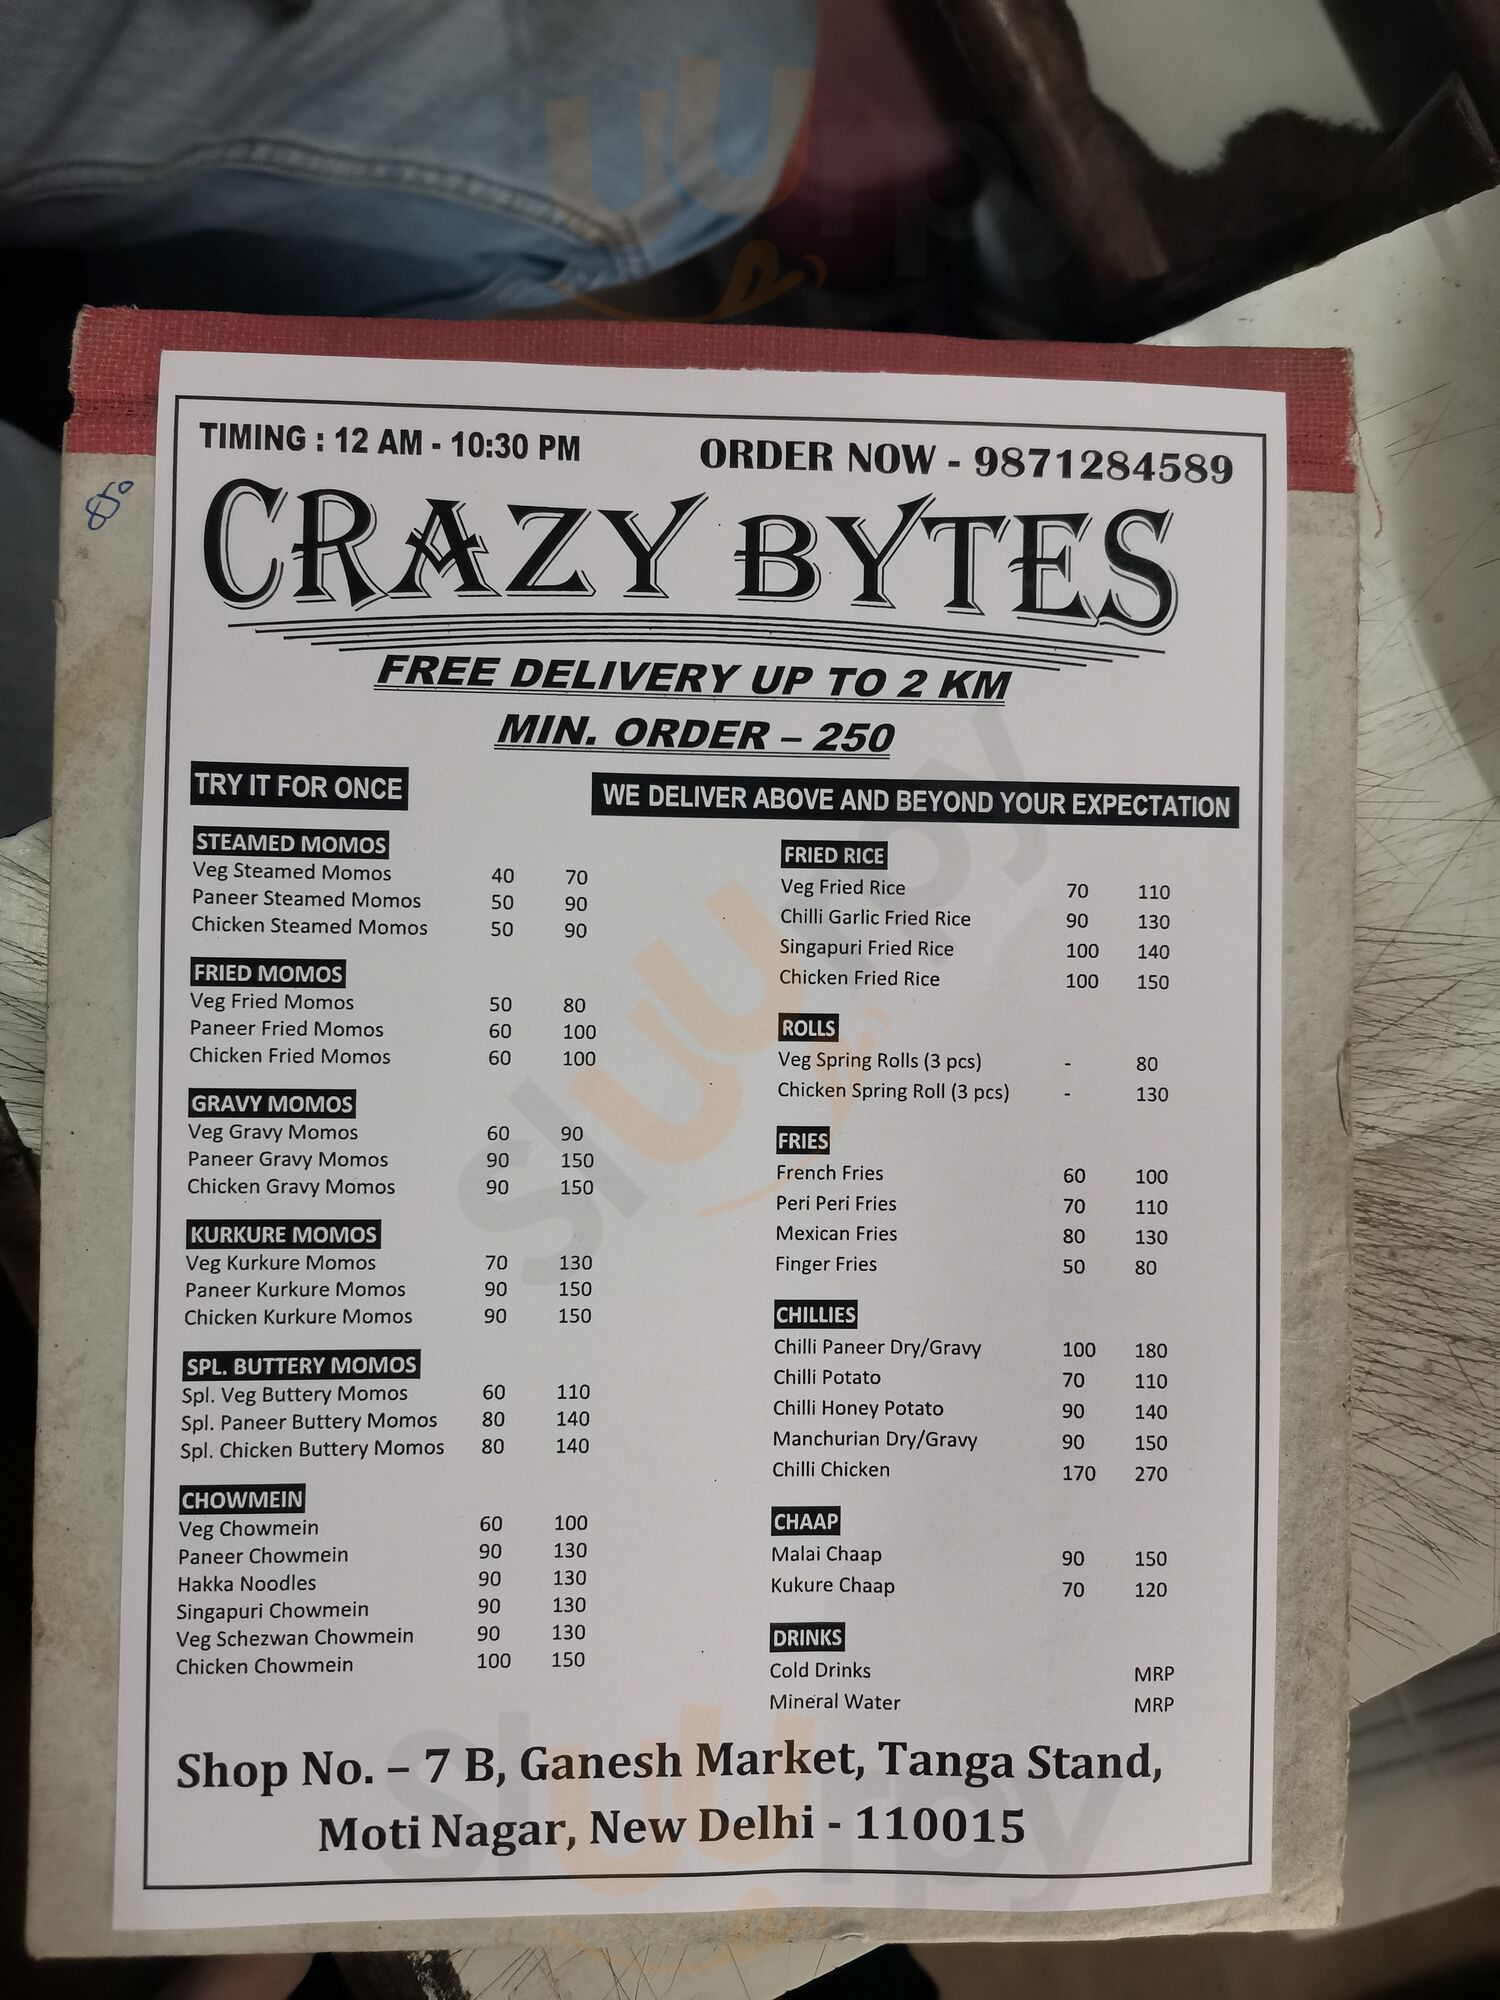 TIMING : 12 AM - 10:30 PM
ORDER NOW - 9871284589
850
CRAZY BYTES
FREE DELIVERY UP TO 2 KM
MIN. ORDER – 250
TRY IT FOR ONCE
WE DELIVER ABOVE AND BEYOND YOUR EXPECTATION
STEAMED MOMOS
Veg Steamed Momos 40 70
Paneer Steamed Momos 50 90
Chicken Steamed Momos 50 90
FRIED MOMOS
Veg Fried Momos 50 80
Paneer Fried Momos 60 100
Chicken Fried Momos 60 100
GRAVY MOMOS
Veg Gravy Momos 60 90
Paneer Gravy Momos 90 150
Chicken Gravy Momos 90 150
KURKURE MOMOS
Veg Kurkure Momos 70 130
Paneer Kurkure Momos 90 150
Chicken Kurkure Momos 90 150
SPL. BUTTERY MOMOS
Spl. Veg Buttery Momos 60 110
Spl. Paneer Buttery Momos 80 140
Spl. Chicken Buttery Momos 80 140
CHOWMEIN
Veg Chowmein 60 100
Paneer Chowmein 90 130
Hakka Noodles 90 130
Singapuri Chowmein 90 130
Veg Schezwan Chowmein 90 130
Chicken Chowmein 100 150
FRIED RICE
Veg Fried Rice 70 110
Chilli Garlic Fried Rice 90 130
Singapuri Fried Rice 100 140
Chicken Fried Rice 100 150
ROLLS
Veg Spring Rolls (3 pcs) - 80
Chicken Spring Roll (3 pcs) - 130
FRIES
French Fries 60 100
Peri Peri Fries 70 110
Mexican Fries 80 130
Finger Fries 50 80
CHILLIES
Chilli Paneer Dry/Gravy 100 180
Chilli Potato 70 110
Chilli Honey Potato 90 140
Manchurian Dry/Gravy 90 150
Chilli Chicken 170 270
CHAAP
Malai Chaap 90 150
Kukure Chaap 70 120
DRINKS
Cold Drinks MRP
Mineral Water MRP
Shop No. – 7 B, Ganesh Market, Tanga Stand,
Moti Nagar, New Delhi - 110015
sluurpy
sluurpy
sluurpy